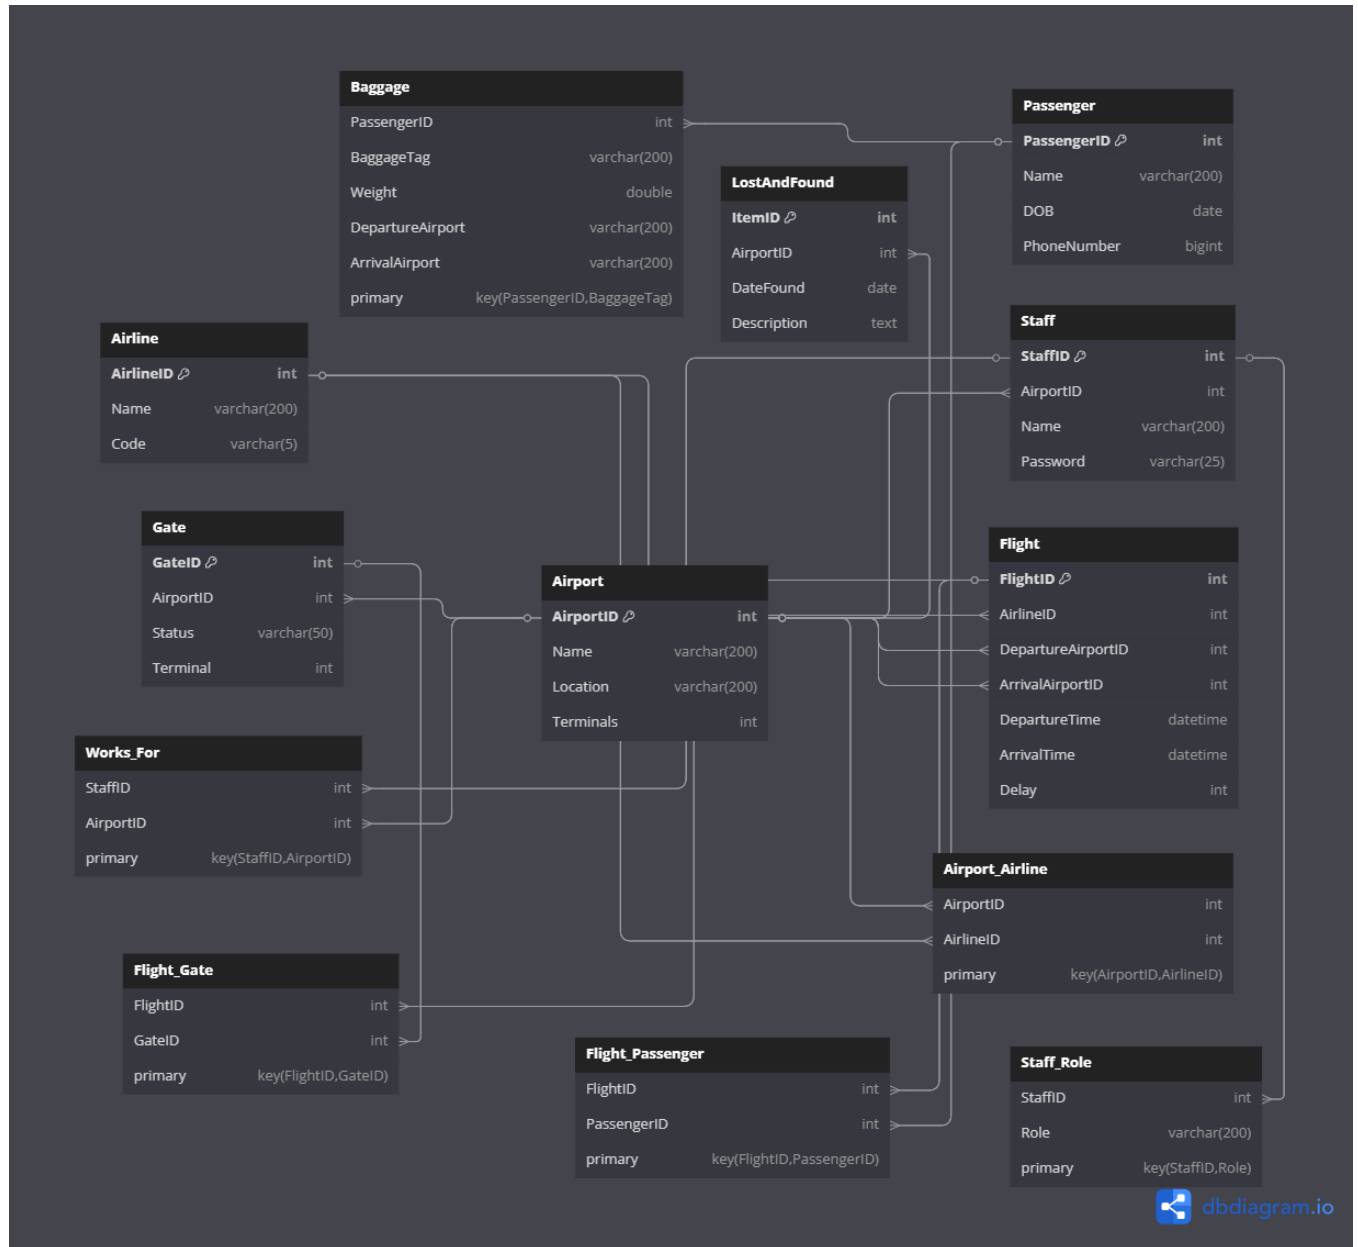 Baggage
PassengerID int
BaggageTag varchar(200)
Weight double
DepartureAirport varchar(200)
ArrivalAirport varchar(200)
primary key(PassengerID,BaggageTag)
Passenger
PassengerID int
Name varchar(200)
DOB date
PhoneNumber bigint
LostAndFound
ItemID int
AirportID int
DateFound date
Description text
Staff
StaffID int
AirportID int
Name varchar(200)
Password varchar(25)
Airline
AirlineID int
Name varchar(200)
Code varchar(5)
Gate
GateID int
AirportID int
Status varchar(50)
Terminal int
Airport
AirportID int
Name varchar(200)
Location varchar(200)
Terminals int
Flight
FlightID int
AirlineID int
DepartureAirportID int
ArrivalAirportID int
DepartureTime datetime
ArrivalTime datetime
Delay int
Works_For
StaffID int
AirportID int
primary key(StaffID,AirportID)
Airport_Airline
AirportID int
AirlineID int
primary key(AirportID,AirlineID)
Flight_Gate
FlightID int
GateID int
primary key(FlightID,GateID)
Flight_Passenger
FlightID int
PassengerID int
primary key(FlightID,PassengerID)
Staff_Role
StaffID int
Role varchar(200)
primary key(StaffID,Role)
dbdiagram.io